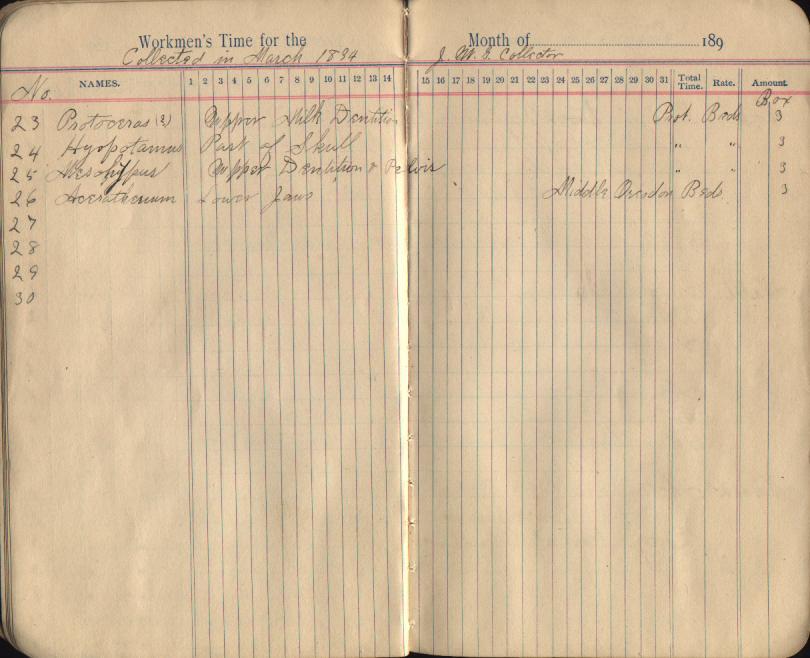 Workmen's Time for the Month of 189
Collected in March 1894 J. M. G. Collector
No. NAMES. 1 2 3 4 5 6 7 8 9 10 11 12 13 14 15 16 17 18 19 20 21 22 23 24 25 26 27 28 29 30 31 Total Time. Rate. Amount.
Box
23 Protoceras (2) Upper Milk Dentition Prot. Beds 3
24 Hyopotamus Part of Skull " " 3
25 Mesohippus Upper Dentition & Pelvis " " 3
26 Aceratherium Lower Jaws Middle Oreodon Beds 3
27
28
29
30